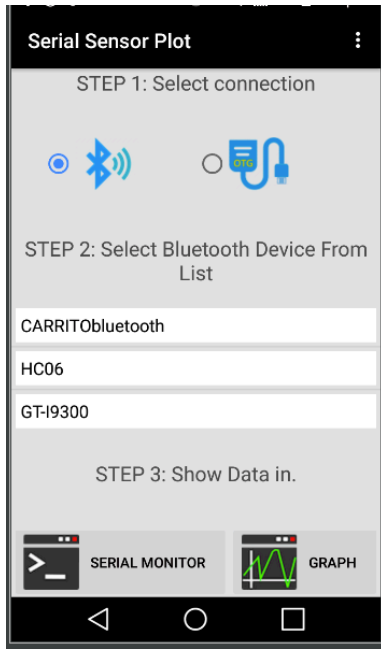 Serial Sensor Plot
STEP 1: Select connection
OTG
STEP 2: Select Bluetooth Device From
List
CARRITObluetooth
HC06
GT-I9300
STEP 3: Show Data in.
SERIAL MONITOR
GRAPH